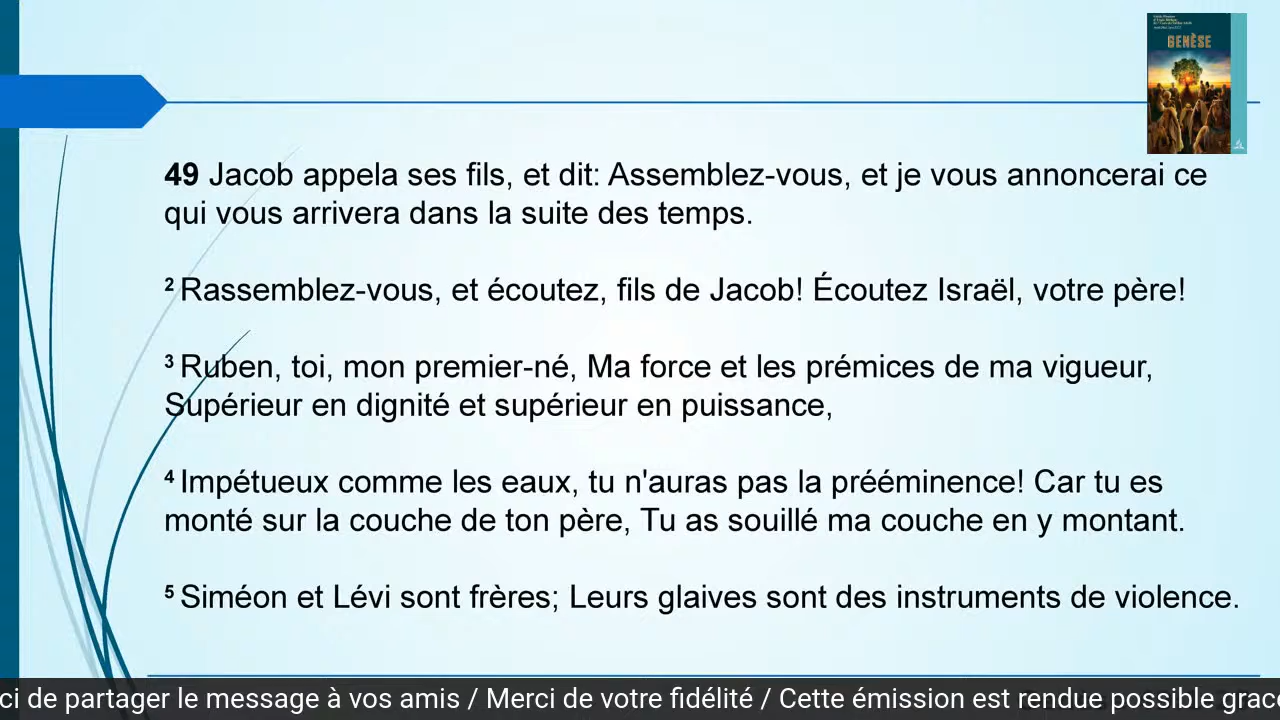 GENÈSE
49 Jacob appela ses fils, et dit: Assemblez-vous, et je vous annoncerai ce
qui vous arrivera dans la suite des temps.
2 Rassemblez-vous, et écoutez, fils de Jacob! Écoutez Israël, votre père!
3 Ruben, toi, mon premier-né, Ma force et les prémices de ma vigueur,
Supérieur en dignité et supérieur en puissance,
4 Impétueux comme les eaux, tu n'auras pas la prééminence! Car tu es
monté sur la couche de ton père, Tu as souillé ma couche en y montant.
5 Siméon et Lévi sont frères; Leurs glaives sont des instruments de violence.
ci de partager le message à vos amis / Merci de votre fidélité / Cette émission est rendue possible grac